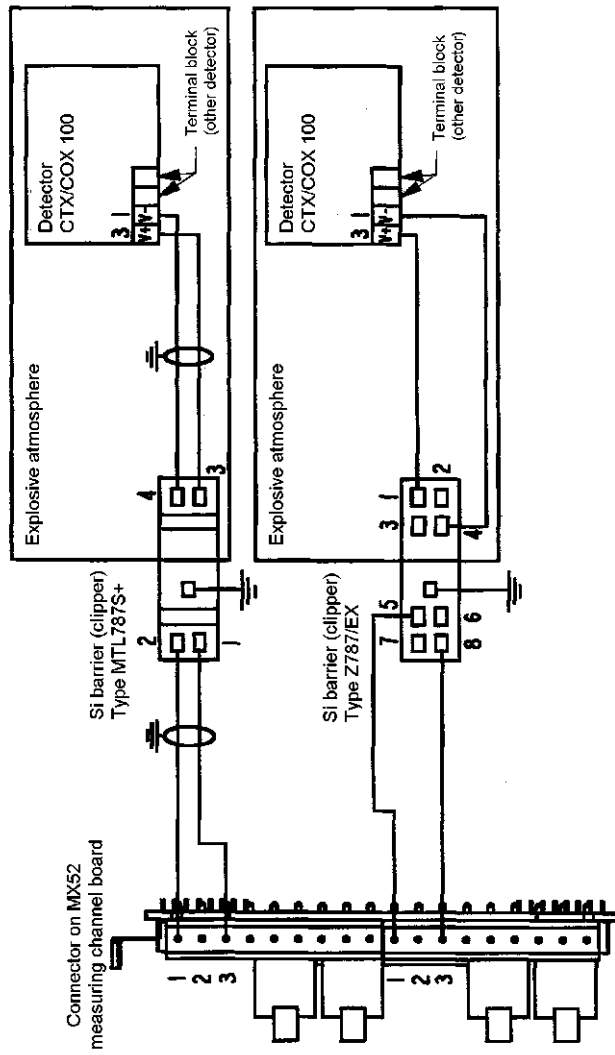 Explosive atmosphere
Detector
CTX/COX 100
Terminal block
(other detector)
3
1
V+
V-
4
3
Si barrier (clipper)
Type MTL787S+
2
1
Connector on MX52
measuring channel board
1
2
3
Explosive atmosphere
Detector
CTX/COX 100
Terminal block
(other detector)
3
1
V+
V-
1
2
3
4
Si barrier (clipper)
Type Z787/EX
5
6
7
8
1
2
3